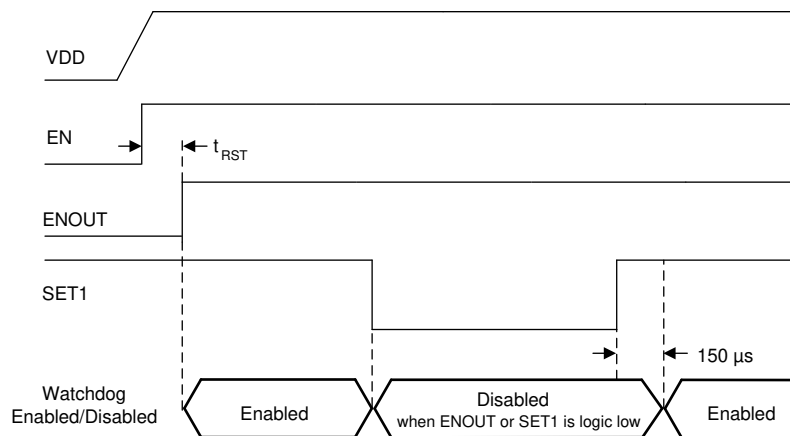 VDD
EN
tRST
ENOUT
SET1
150 µs
Watchdog
Enabled/Disabled
Enabled
Disabled
when ENOUT or SET1 is logic low
Enabled